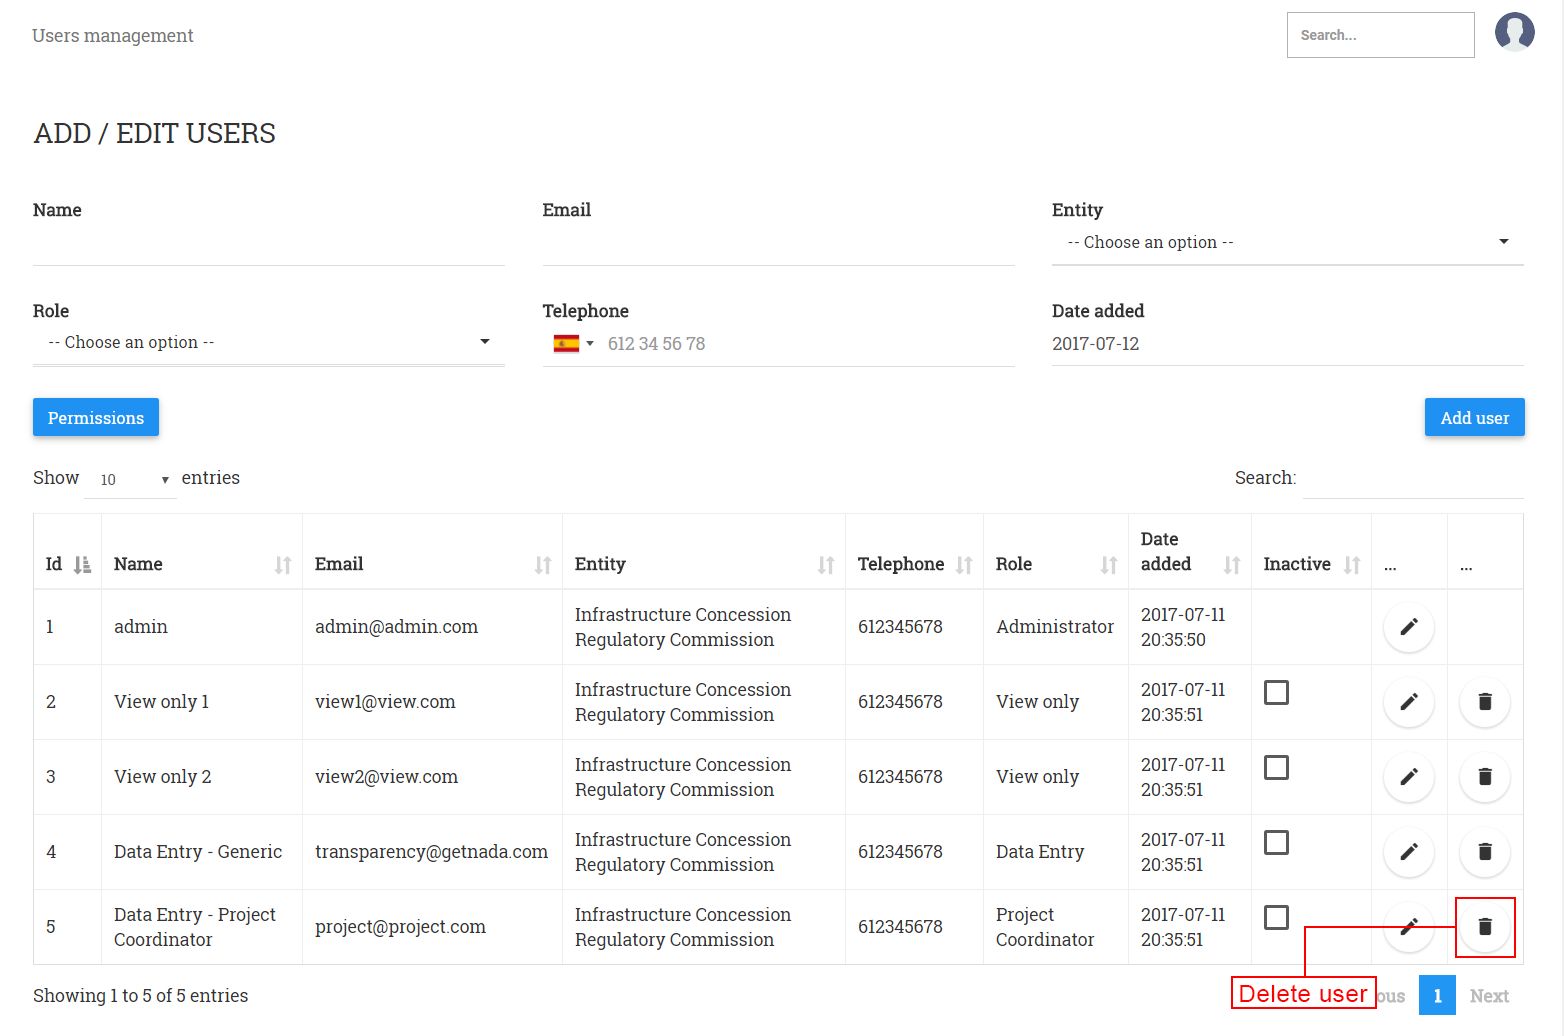 Users management
Search...
ADD / EDIT USERS
Name
Email
Entity
-- Choose an option --
Role
Telephone
Date added
-- Choose an option --
612 34 56 78
2017-07-12
Permissions
Add user
Show 10 entries
Search:
Id Name Email Entity Telephone Role Date added Inactive ... ...
1 admin admin@admin.com Infrastructure Concession Regulatory Commission 612345678 Administrator 2017-07-11 20:35:50
2 View only 1 view1@view.com Infrastructure Concession Regulatory Commission 612345678 View only 2017-07-11 20:35:51
3 View only 2 view2@view.com Infrastructure Concession Regulatory Commission 612345678 View only 2017-07-11 20:35:51
4 Data Entry - Generic transparency@getnada.com Infrastructure Concession Regulatory Commission 612345678 Data Entry 2017-07-11 20:35:51
5 Data Entry - Project Coordinator project@project.com Infrastructure Concession Regulatory Commission 612345678 Project Coordinator 2017-07-11 20:35:51
Showing 1 to 5 of 5 entries
Delete user
ous 1 Next